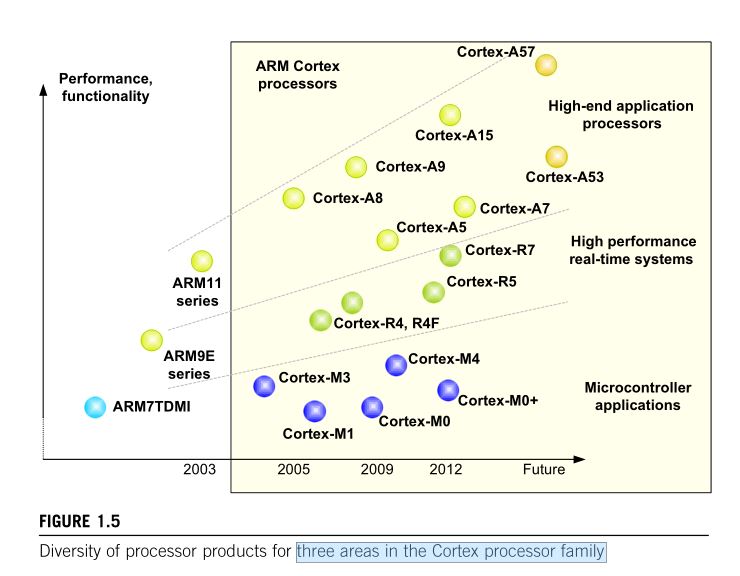 Cortex-A57
Performance,
functionality
ARM Cortex
processors
High-end application
processors
Cortex-A15
Cortex-A9
Cortex-A53
Cortex-A8
Cortex-A7
Cortex-A5
Cortex-R7
High performance
real-time systems
ARM11
series
Cortex-R5
Cortex-R4, R4F
ARM9E
series
Cortex-M4
Cortex-M3
Microcontroller
applications
Cortex-M0+
ARM7TDMI
Cortex-M0
Cortex-M1
2003 2005 2009 2012 Future
FIGURE 1.5
Diversity of processor products for three areas in the Cortex processor family